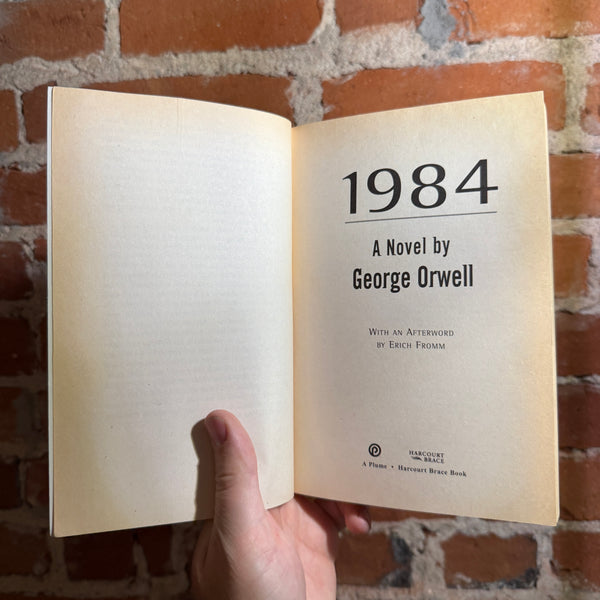 1984
A Novel by
George Orwell
WITH AN AFTERWORD
BY ERICH FROMM
HARCOURT
BRACE
A Plume • Harcourt Brace Book